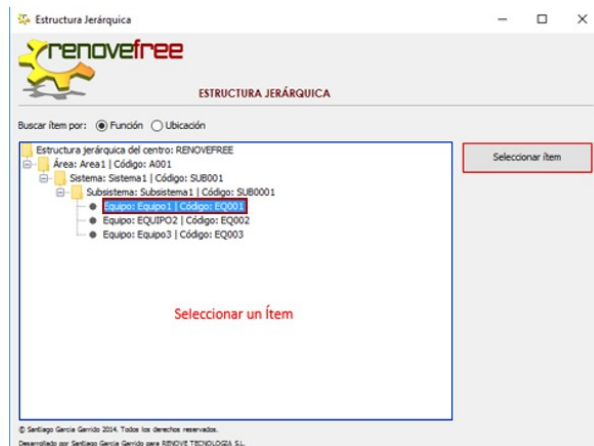 Estructura Jerárquica
renovefree
ESTRUCTURA JERÁRQUICA
Buscar ítem por: Función Ubicación
Estructura jerárquica del centro: RENOVEFREE
Área: Area1 | Código: A001
Sistema: Sistema1 | Código: SUB001
Subsistema: Subsistema1 | Código: SUB0001
Equipo: Equipo1 | Código: EQ001
Equipo: EQUIPO2 | Código: EQ002
Equipo: Equipo3 | Código: EQ003
Seleccionar ítem
Seleccionar un Ítem
© Santiago Garcia Garrido 2014. Todos los derechos reservados.
Desarrollado por Santiago Garcia Garrido para RENOVE TECNOLOGIA S.L.